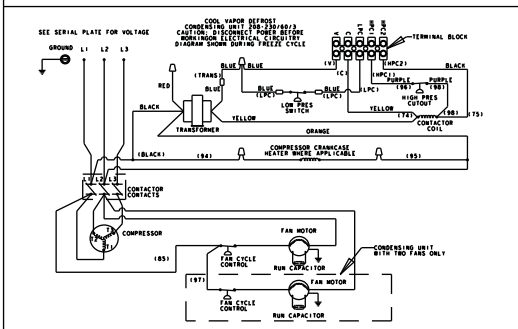 COOL VAPOR DEFROST
CONDENSING UNIT 208-230/60/3
CAUTION: DISCONNECT POWER BEFORE
WORKINGON ELECTRICAL CIRCUITRY
DIAGRAM SHOWN DURING FREEZE CYCLE
SEE SERIAL PLATE FOR VOLTAGE
GROUND L1 L2 L3
V C LPC HPC1 HPC2
TERMINAL BLOCK
BLUE BLUE (V) (HPC2)
(TRANS) (C) (HPC1) BLACK
RED BLUE BLUE BLUE PURPLE PURPLE
(LPC) (LPC) (96) (98)
LOW PRES
SWITCH
HIGH PRES
CUTOUT
BLACK YELLOW
(74) (98) (75)
TRANSFORMER YELLOW CONTACTOR
COIL
ORANGE
COMPRESSOR CRANKCASE
HEATER WHERE APPLICABLE
(BLACK) (94) (95)
L1 L2 L3
CONTACTOR
CONTACTS
COMPRESSOR
T1
FAN MOTOR
CONDENSING UNIT
WITH TWO FANS ONLY
(85)
FAN CYCLE
CONTROL
RUN CAPACITOR
(97)
FAN MOTOR
FAN CYCLE
CONTROL
RUN CAPACITOR